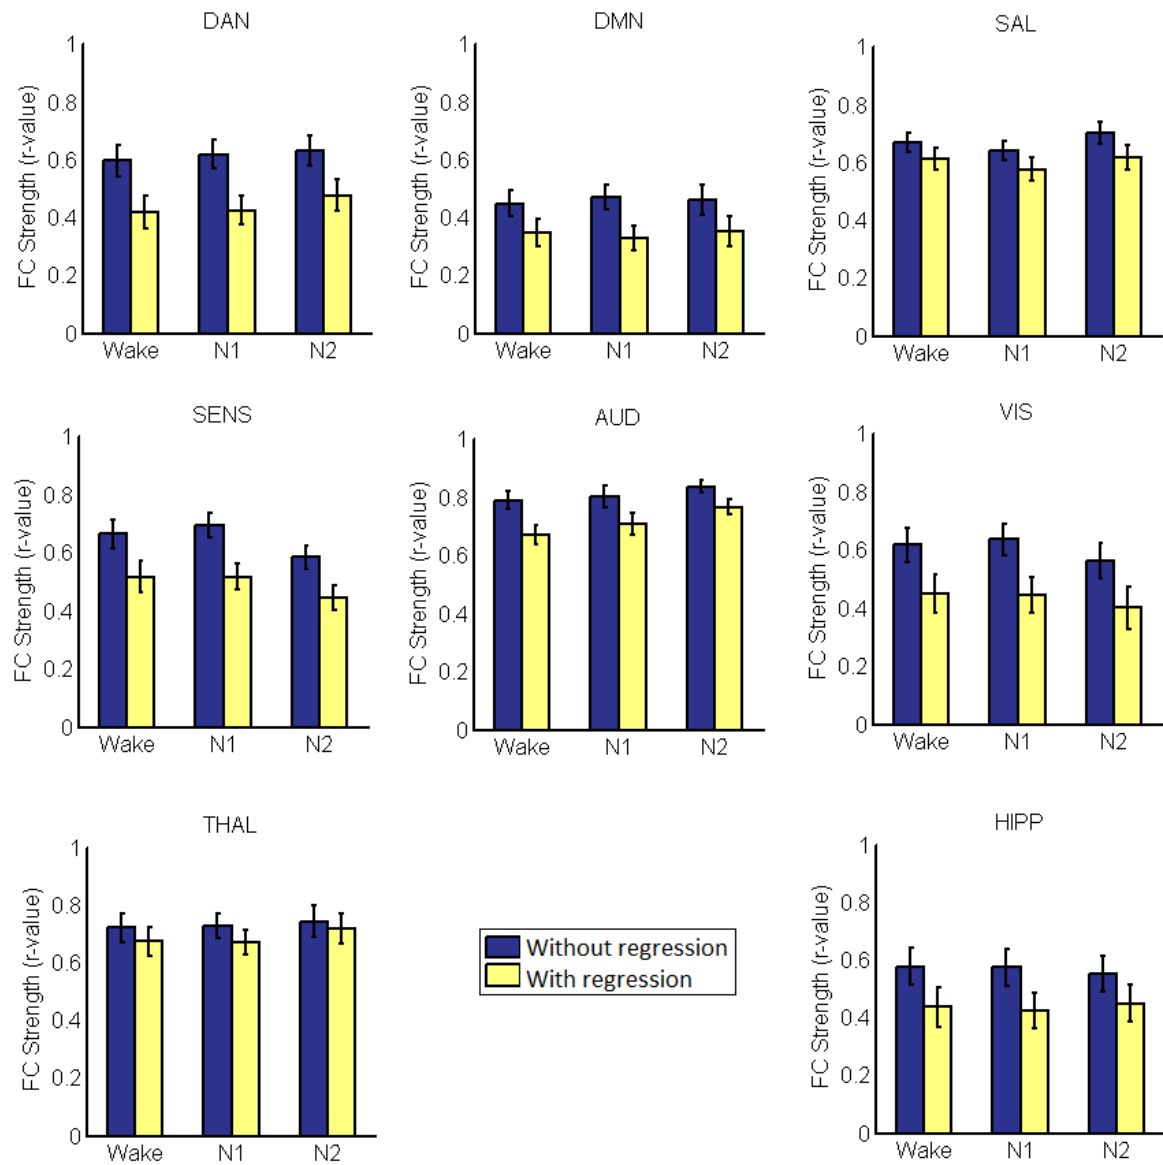 DAN
FC Strength (r-value)
1
0.8
0.6
0.4
0.2
0
Wake N1 N2
DMN
FC Strength (r-value)
1
0.8
0.6
0.4
0.2
0
Wake N1 N2
SAL
FC Strength (r-value)
1
0.8
0.6
0.4
0.2
0
Wake N1 N2
SENS
FC Strength (r-value)
1
0.8
0.6
0.4
0.2
0
Wake N1 N2
AUD
FC Strength (r-value)
1
0.8
0.6
0.4
0.2
0
Wake N1 N2
VIS
FC Strength (r-value)
1
0.8
0.6
0.4
0.2
0
Wake N1 N2
THAL
FC Strength (r-value)
1
0.8
0.6
0.4
0.2
0
Wake N1 N2
Without regression
With regression
HIPP
FC Strength (r-value)
1
0.8
0.6
0.4
0.2
0
Wake N1 N2